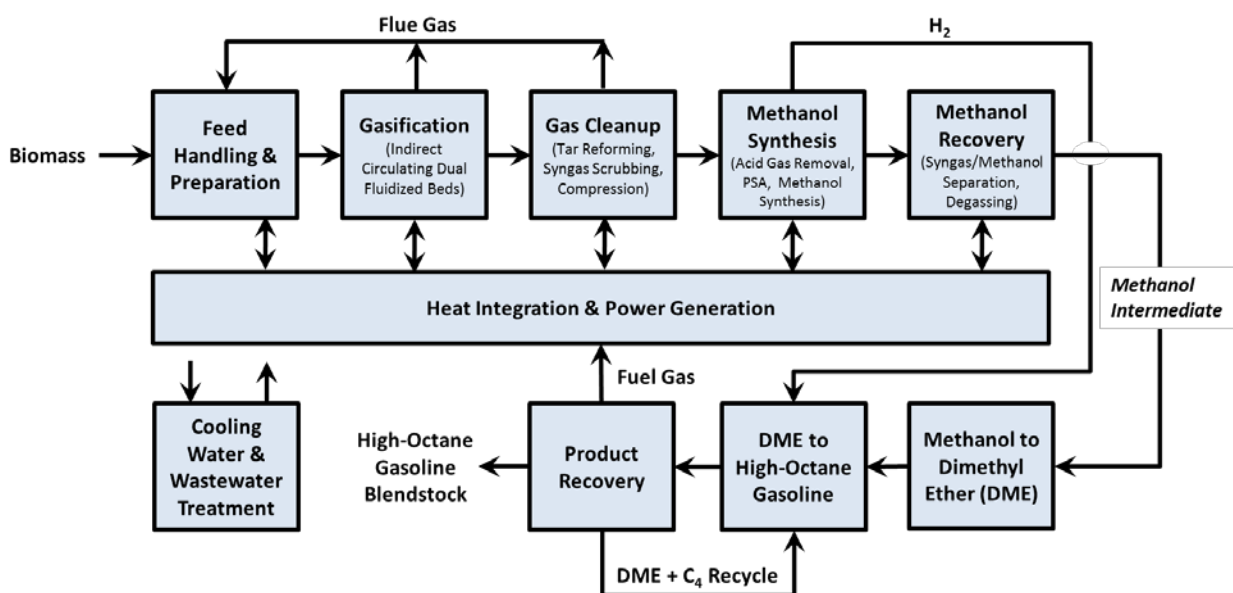 Flue Gas
H₂
Biomass
Feed
Handling &
Preparation
Gasification
(Indirect
Circulating Dual
Fluidized Beds)
Gas Cleanup
(Tar Reforming,
Syngas Scrubbing,
Compression)
Methanol
Synthesis
(Acid Gas Removal,
PSA, Methanol
Synthesis)
Methanol
Recovery
(Syngas/Methanol
Separation,
Degassing)
Heat Integration & Power Generation
Methanol
Intermediate
Fuel Gas
Cooling
Water &
Wastewater
Treatment
High-Octane
Gasoline
Blendstock
Product
Recovery
DME to
High-Octane
Gasoline
Methanol to
Dimethyl
Ether (DME)
DME + C₄ Recycle